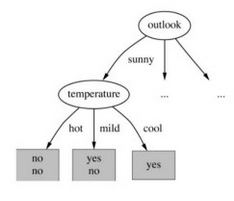 outlook
sunny
temperature
...
...
hot mild cool
no
no
yes
no
yes